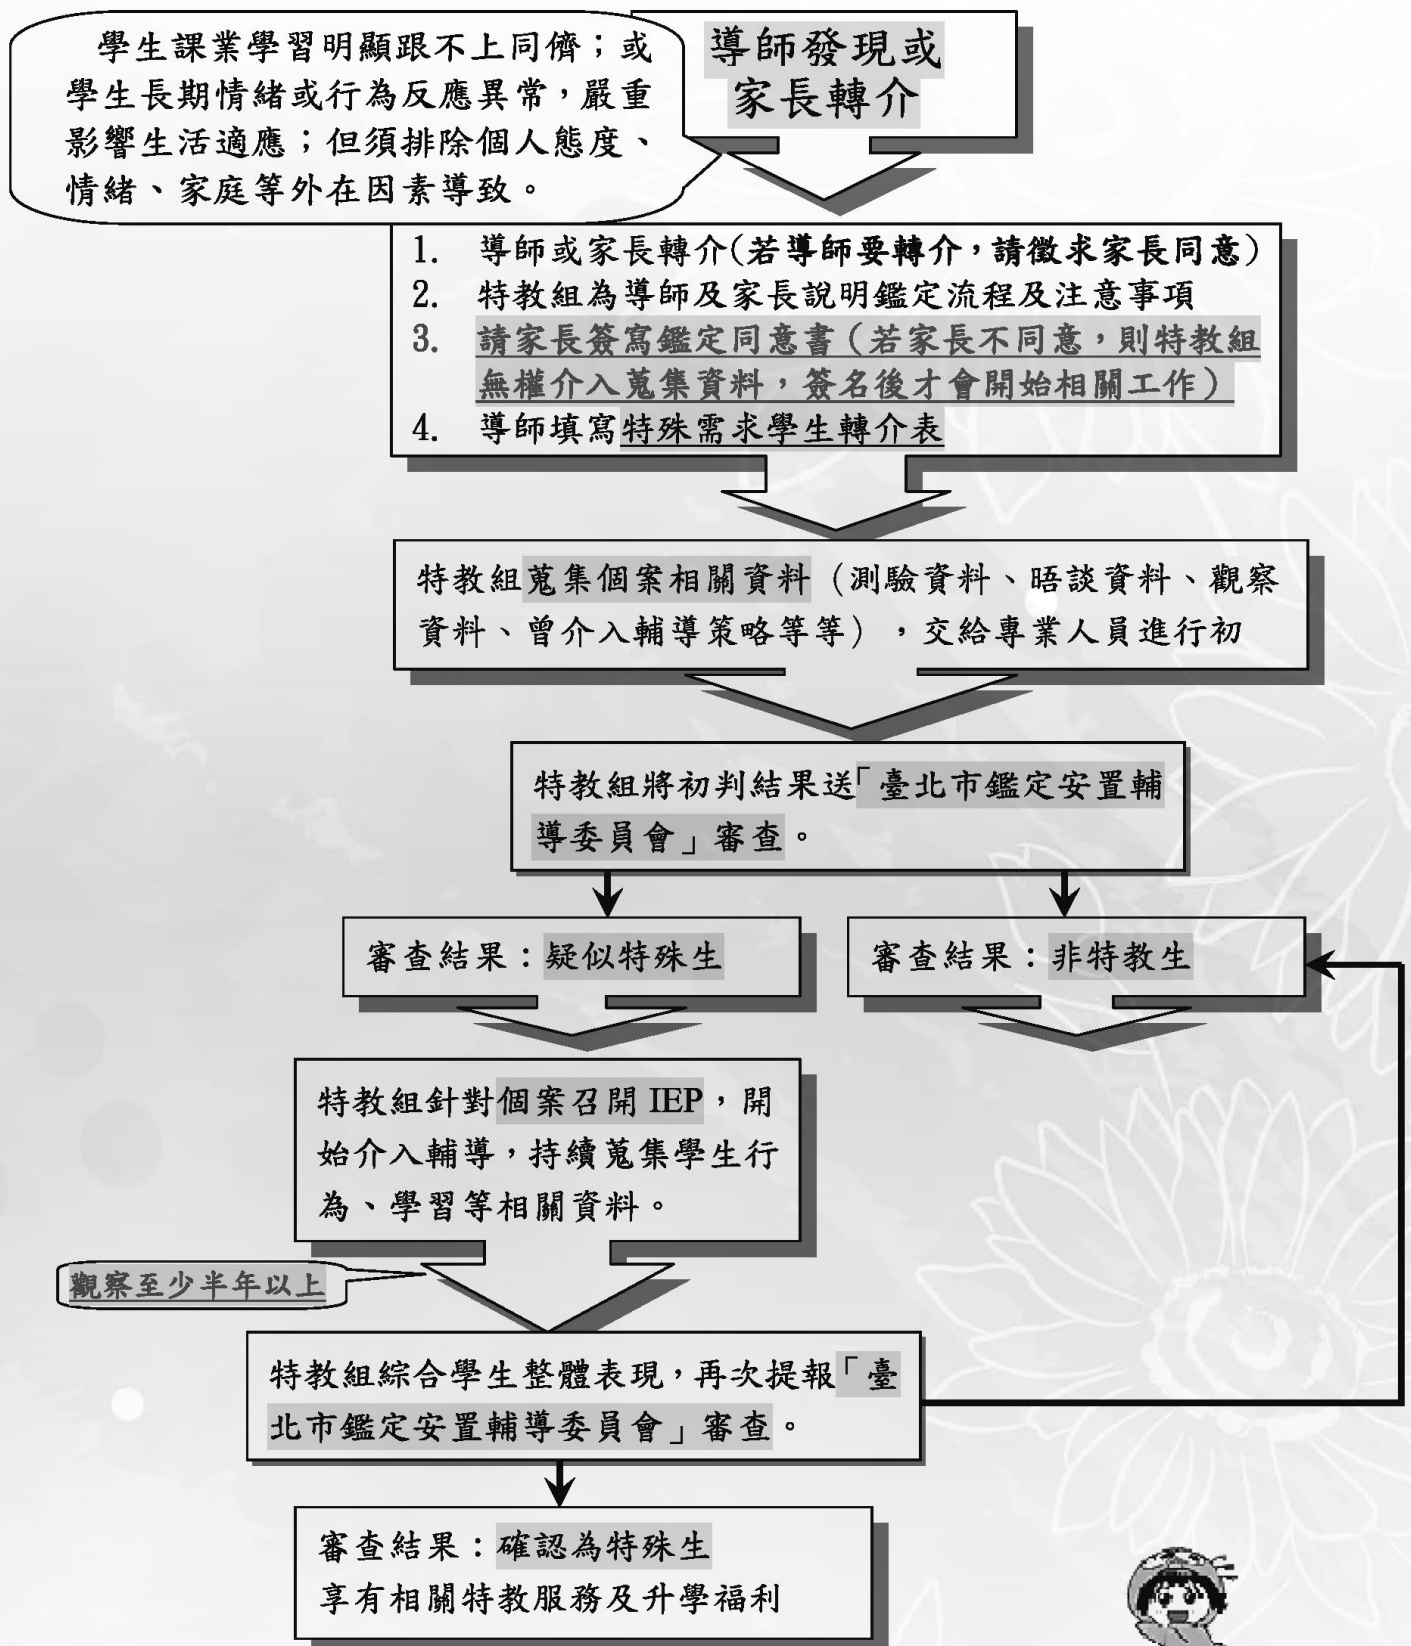 學生課業學習明顯跟不上同儕；或
學生長期情緒或行為反應異常，嚴重
影響生活適應；但須排除個人態度、
情緒、家庭等外在因素導致。
導師發現或
家長轉介
1. 導師或家長轉介(若導師要轉介，請徵求家長同意)
2. 特教組為導師及家長說明鑑定流程及注意事項
3. 請家長簽寫鑑定同意書（若家長不同意，則特教組
無權介入蒐集資料，簽名後才會開始相關工作）
4. 導師填寫特殊需求學生轉介表
特教組蒐集個案相關資料（測驗資料、晤談資料、觀察
資料、曾介入輔導策略等等），交給專業人員進行初
特教組將初判結果送「臺北市鑑定安置輔
導委員會」審查。
審查結果：疑似特殊生
審查結果：非特教生
特教組針對個案召開 IEP，開
始介入輔導，持續蒐集學生行
為、學習等相關資料。
觀察至少半年以上
特教組綜合學生整體表現，再次提報「臺
北市鑑定安置輔導委員會」審查。
審查結果：確認為特殊生
享有相關特教服務及升學福利